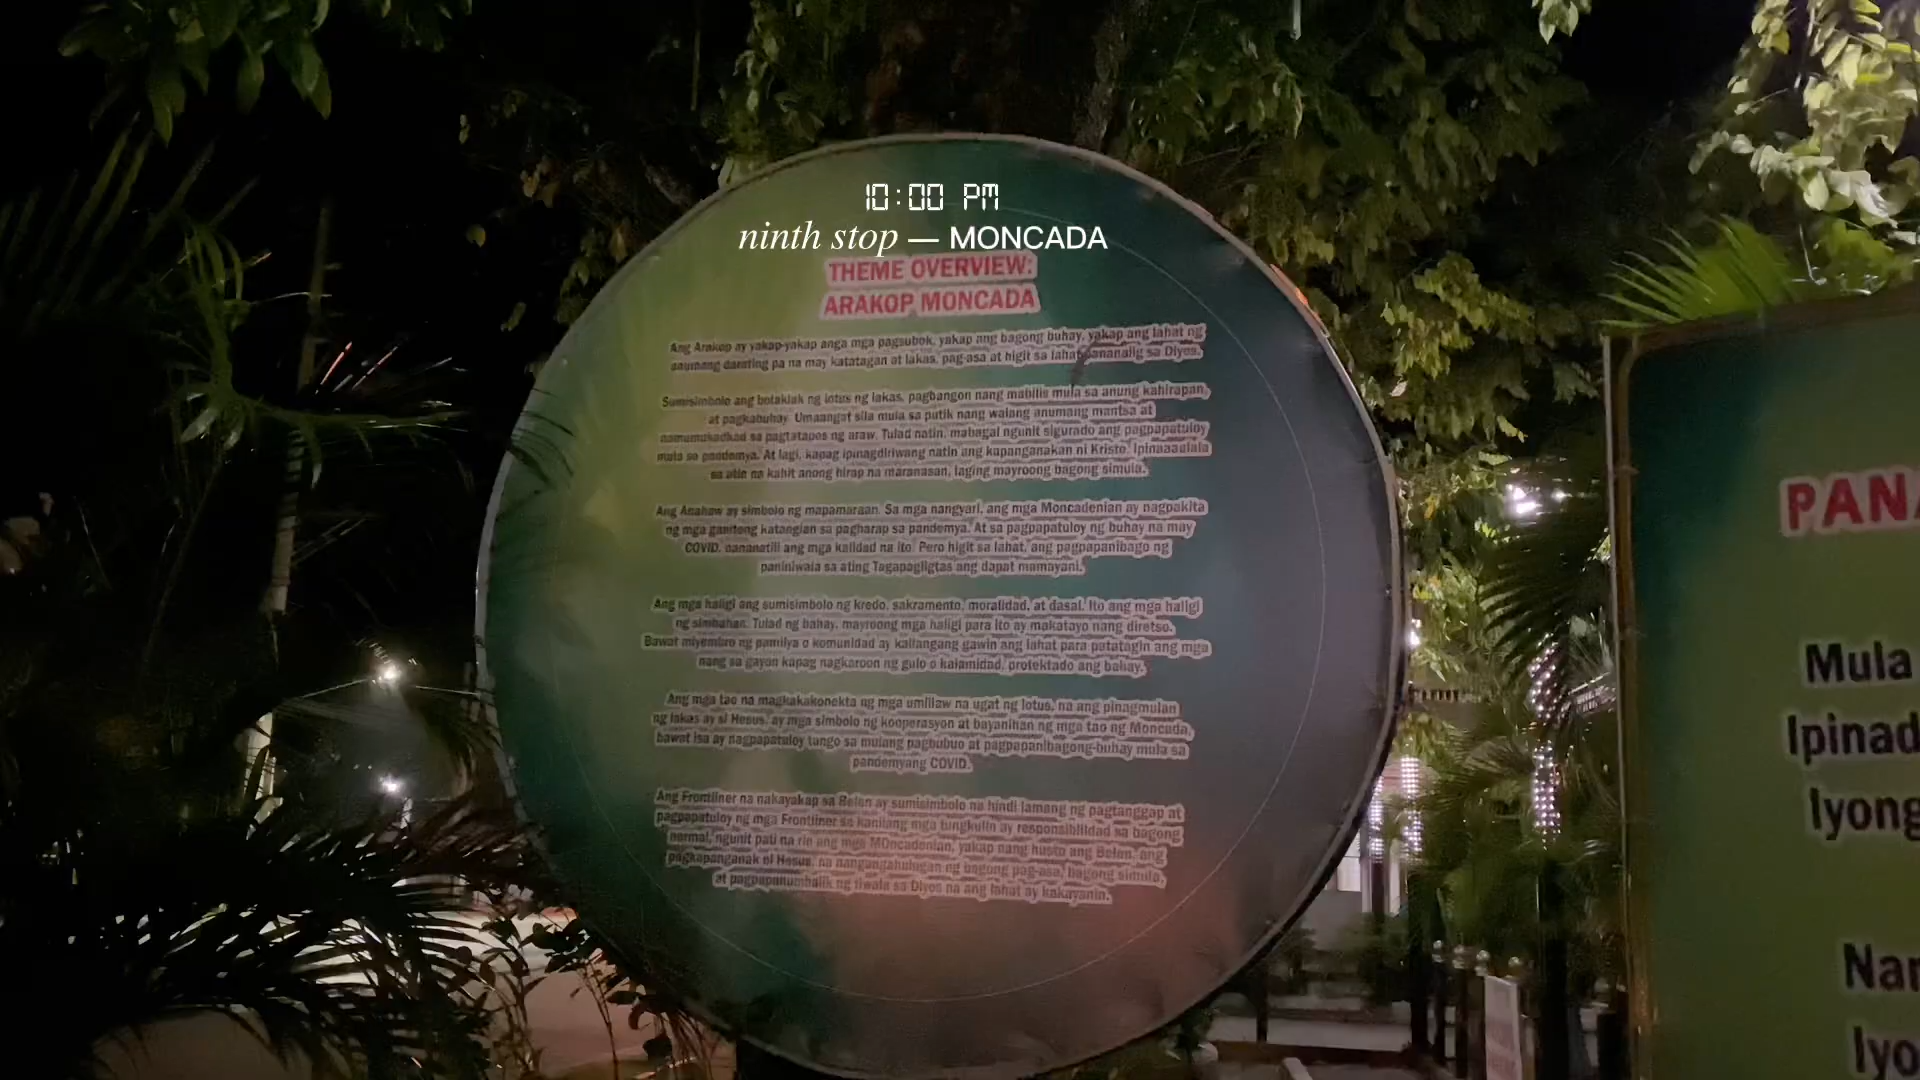 10:00 PM
ninth stop — MONCADA
THEME OVERVIEW:
ARAKOP MONCADA
Ang Arakop ay yakap-yakap anga mga pagsubok, yakap ang bagong buhay, yakap ang lahat ng
anumang darating pa na may katatagan at lakas, pag-asa at higit sa lahat pananalig sa Diyos.
Sumisimbolo ang bolaklak ng lotus ng lakas, pagbangon nang mabilis mula sa anung kahirapan,
at pagkabuhay. Umaangat sila mula sa putik nang walang anumang mantsa at
namumukadkad sa pagtatapos ng araw. Tulad natin, mabagal ngunit sigurado ang pagpapatuloy
mula sa pandemya. At lagi, kapag ipinagdiriwang natin ang kapanganakan ni Kristo. Ipinaaaalala
sa atin na kahit anong hirap na maranasan, laging mayroong bagong simula.
Ang Anahaw ay simbolo ng mapamaraan. Sa mga nangyari, ang mga Moncadenian ay nagpakita
ng mga ganitong katangian sa pagharap sa pandemya. At sa pagpapatuloy ng buhay na may
COVID, nananatili ang mga kalidad na ito. Pero higit sa lahat, ang pagpapanibago ng
paniniwala sa ating Tagapagligtas ang dapat mamayani.
Ang mga haligi ang sumisimbolo ng kredo, sakramento, moralidad, at dasal. Ito ang mga haligi
ng simbahan. Tulad ng bahay, mayroong mga haligi para ito ay makatayo nang diretso.
Bawat miyembro ng pamilya o komunidad ay kailangang gawin ang lahat para patatagin ang mga
nang sa gayon kapag nagkaroon ng gulo o kalamidad, protektado ang bahay.
Ang mga tao na magkakakonekta ng mga umiilaw na ugat ng lotus, na ang pinagmulan
ng lakas ay si Hesus, ay mga simbolo ng kooperasyon at bayanihan ng mga tao ng Moncada,
bawat isa ay nagpapatuloy tungo sa mulang pagbubuo at pagpapanibagong-buhay mula sa
pandemyang COVID.
Ang Frontliner na nakayakap sa Belen ay sumisimbolo na hindi lamang ng pagtanggap at
pagpapatuloy ng mga Frontliner sa kanilang mga tungkulin ay responsibilidad sa bagong
normal, ngunit pati na rin ang mga MOncadenian, yakap nang husto ang Belen, ang
pagkapanganak ni Hesus, na nangangahulugan ng bagong pag-asa, bagong simula,
at pagpapanumbalik ng tiwala sa Diyos na ang lahat ay kakayanin.
PANA
Mula
Ipinad
Iyong
Nan
Iyo